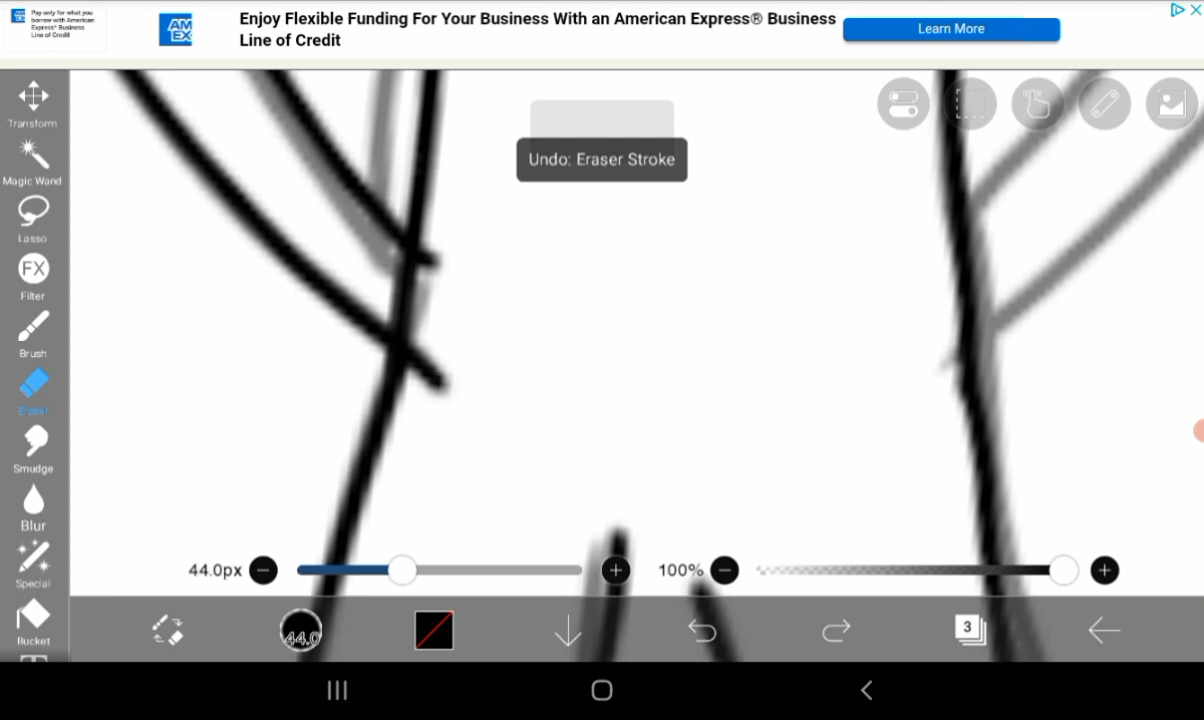 Pay only for what you
borrow with American
Express® Business
Line of Credit
AM
EX
Enjoy Flexible Funding For Your Business With an American Express® Business
Line of Credit
Learn More
Transform
Magic Wand
Lasso
FX
Filter
Brush
Eraser
Smudge
Blur
Special
Bucket
Undo: Eraser Stroke
44.0px
100%
44.0
3